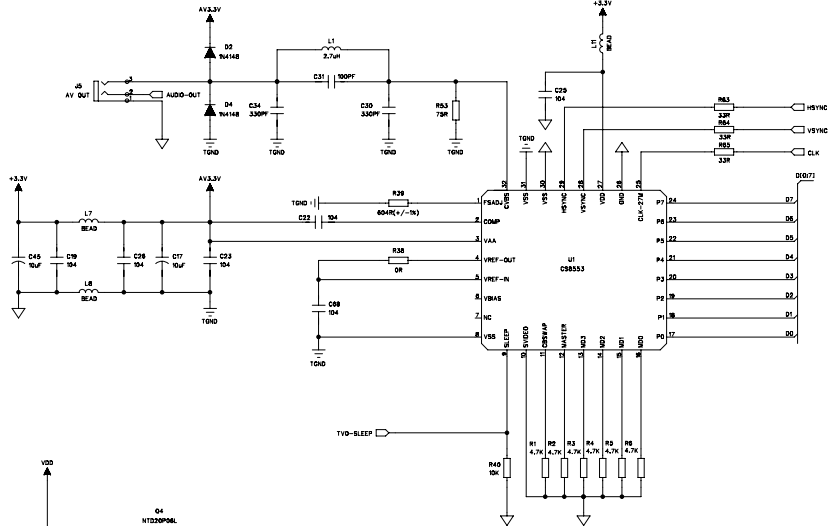 +3.3V
AV3.3V
D2
1N4148
L1
2.7uH
L11
BEAD
J5
AV OUT
3
2
1
AUDIO-OUT
C31
100PF
D4
1N4148
C34
330PF
C30
330PF
R53
75R
C25
104
R63
33R
HSYNC
R64
33R
VSYNC
R65
33R
CLK
TGND
TGND
TGND
TGND
TGND
D[0:7]
+3.3V
AV3.3V
L7
BEAD
TGND
R39
604R(+/-1%)
C22
104
C45
10uF
C19
104
C26
104
C17
10uF
C23
104
L8
BEAD
TGND
R38
0R
C68
104
TGND
32
31
30
29
28
27
26
25
CVBS
VSS
VSS
HSYNC
VSYNC
VDD
GND
CLK-27M
1 FSADJ
2 COMP
3 VAA
4 VREF-OUT
5 VREF-IN
6 VBIAS
7 NC
8 VSS
U1
CS8553
P7 24 D7
P6 23 D6
P5 22 D5
P4 21 D4
P3 20 D3
P2 19 D2
P1 18 D1
P0 17 D0
SLEEP
SVIDEO
CBSWAP
MASTER
MD3
MD2
MD1
MD0
9
10
11
12
13
14
15
16
TVD-SLEEP
R40
10K
R1
4.7K
R2
4.7K
R3
4.7K
R4
4.7K
R5
4.7K
R6
4.7K
VDD
Q4
NTD20P06L